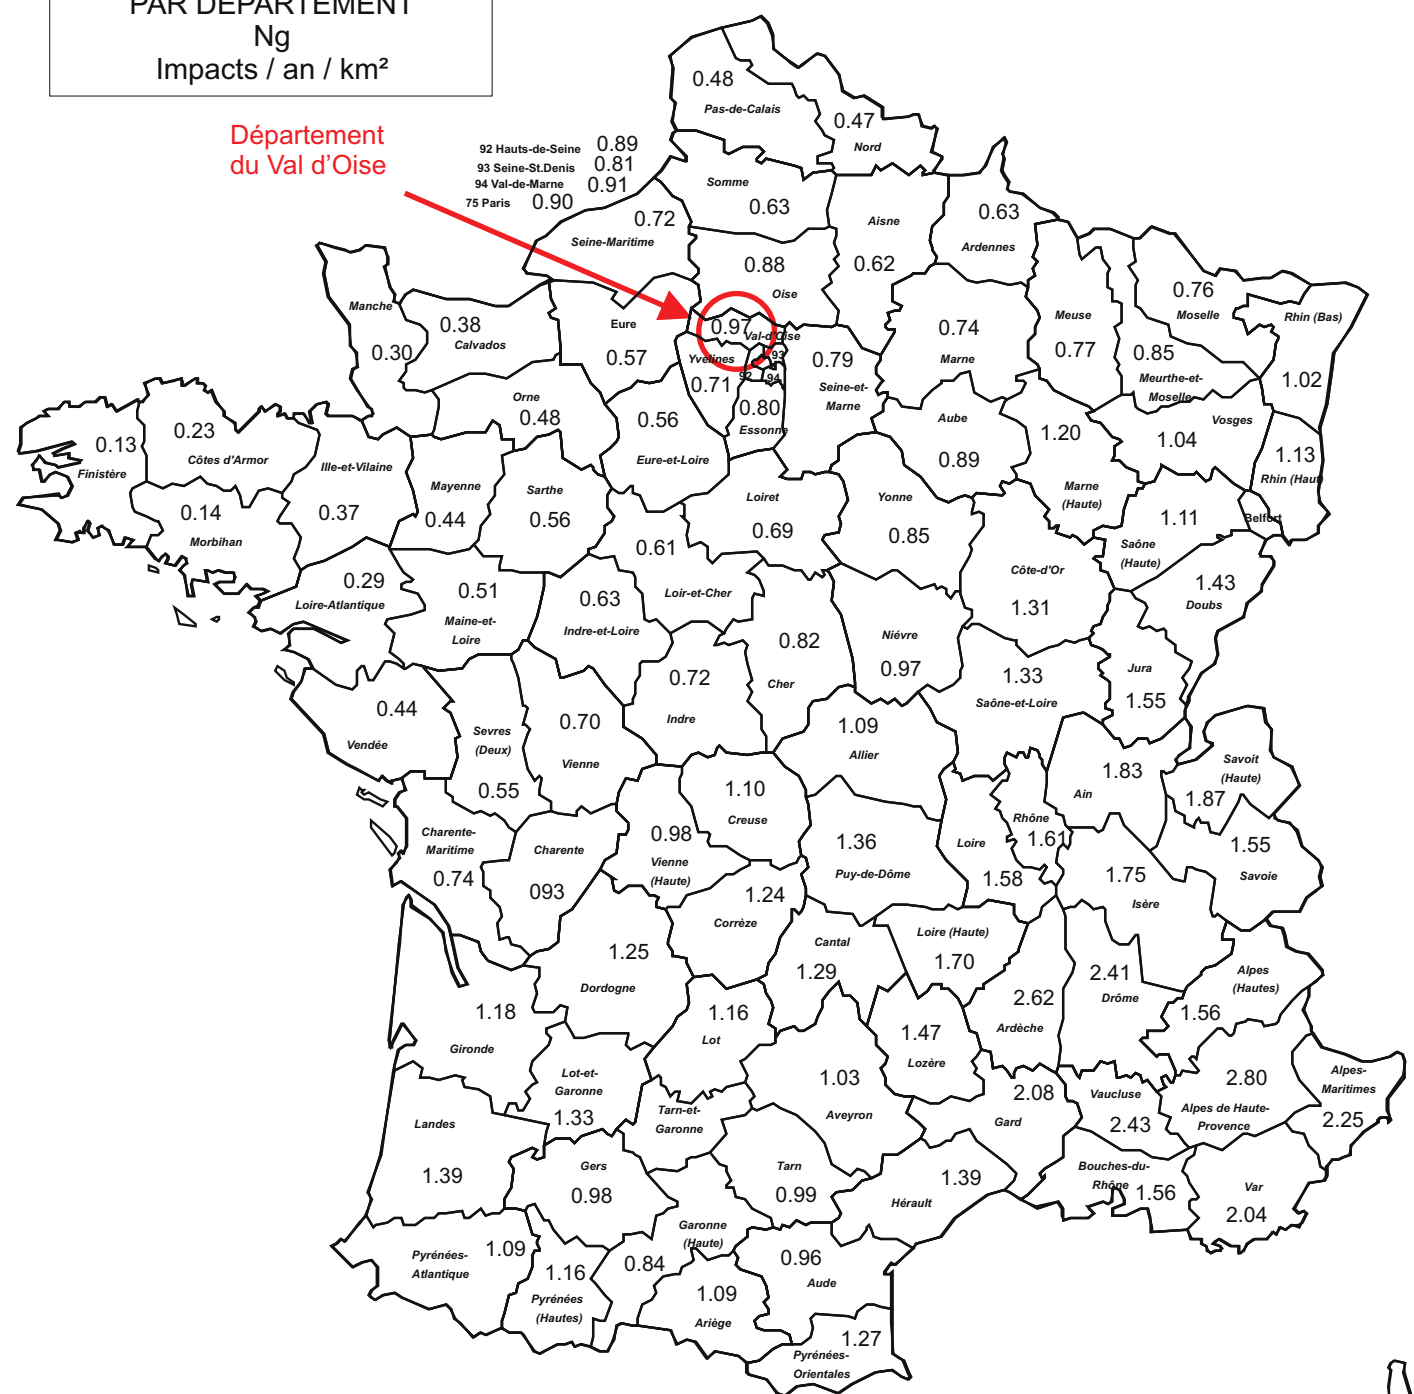 PAR DÉPARTEMENT
Ng
Impacts / an / km²
Département
du Val d'Oise
92 Hauts-de-Seine 0.89
93 Seine-St.Denis 0.81
94 Val-de-Marne 0.91
75 Paris 0.90
0.48
Pas-de-Calais
0.47
Nord
Somme
0.63
0.72
Seine-Maritime
Aisne
0.62
0.63
Ardennes
0.88
Oise
Manche
0.30
0.38
Calvados
Eure
0.57
0.97
Val-d'Oise
Yvelines
0.71
92
93
94
0.80
Essonne
0.79
Seine-et-
Marne
0.74
Marne
Meuse
0.77
0.76
Moselle
0.85
Meurthe-et-
Moselle
Rhin (Bas)
1.02
Orne
0.48
0.56
Eure-et-Loire
Aube
0.89
1.20
Marne
(Haute)
Vosges
1.04
1.13
Rhin (Haut
0.13
Finistère
0.23
Côtes d'Armor
Ille-et-Vilaine
0.37
0.14
Morbihan
Mayenne
0.44
Sarthe
0.56
Loiret
0.69
Yonne
0.85
1.11
Saône
(Haute)
Belfort
0.61
Loir-et-Cher
Côte-d'Or
1.31
1.43
Doubs
0.29
Loire-Atlantique
0.51
Maine-et-
Loire
0.63
Indre-et-Loire
0.82
Cher
Niévre
0.97
1.33
Saône-et-Loire
Jura
1.55
0.44
Vendée
Sevres
(Deux)
0.55
0.70
Vienne
0.72
Indre
1.09
Allier
1.83
Ain
Savoit
(Haute)
1.87
1.10
Creuse
0.98
Vienne
(Haute)
Charente-
Maritime
0.74
Charente
093
1.36
Puy-de-Dôme
Loire
1.58
Rhône
1.61
1.75
Isère
1.55
Savoie
1.24
Corrèze
1.25
Dordogne
Cantal
1.29
Loire (Haute)
1.70
2.62
Ardèche
2.41
Drôme
Alpes
(Hautes)
1.56
1.18
Gironde
1.16
Lot
1.47
Lozère
Lot-et-
Garonne
1.33
1.03
Aveyron
2.08
Gard
Vaucluse
2.43
2.80
Alpes de Haute-
Provence
Alpes-
Maritimes
2.25
Landes
1.39
Tarn-et-
Garonne
Gers
0.98
Tarn
0.99
1.39
Hérault
Bouches-du-
Rhône
1.56
Var
2.04
Pyrénées-
Atlantique
1.09
1.16
Pyrénées
(Hautes)
Garonne
(Haute)
0.84
1.09
Ariège
0.96
Aude
1.27
Pyrénées-
Orientales